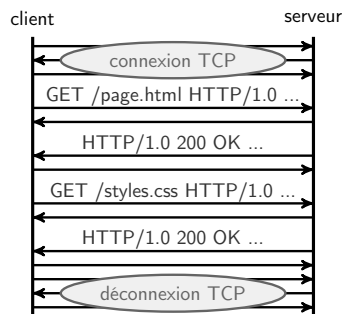 client
serveur
connexion TCP
GET /page.html HTTP/1.0 ...
HTTP/1.0 200 OK ...
GET /styles.css HTTP/1.0 ...
HTTP/1.0 200 OK ...
déconnexion TCP